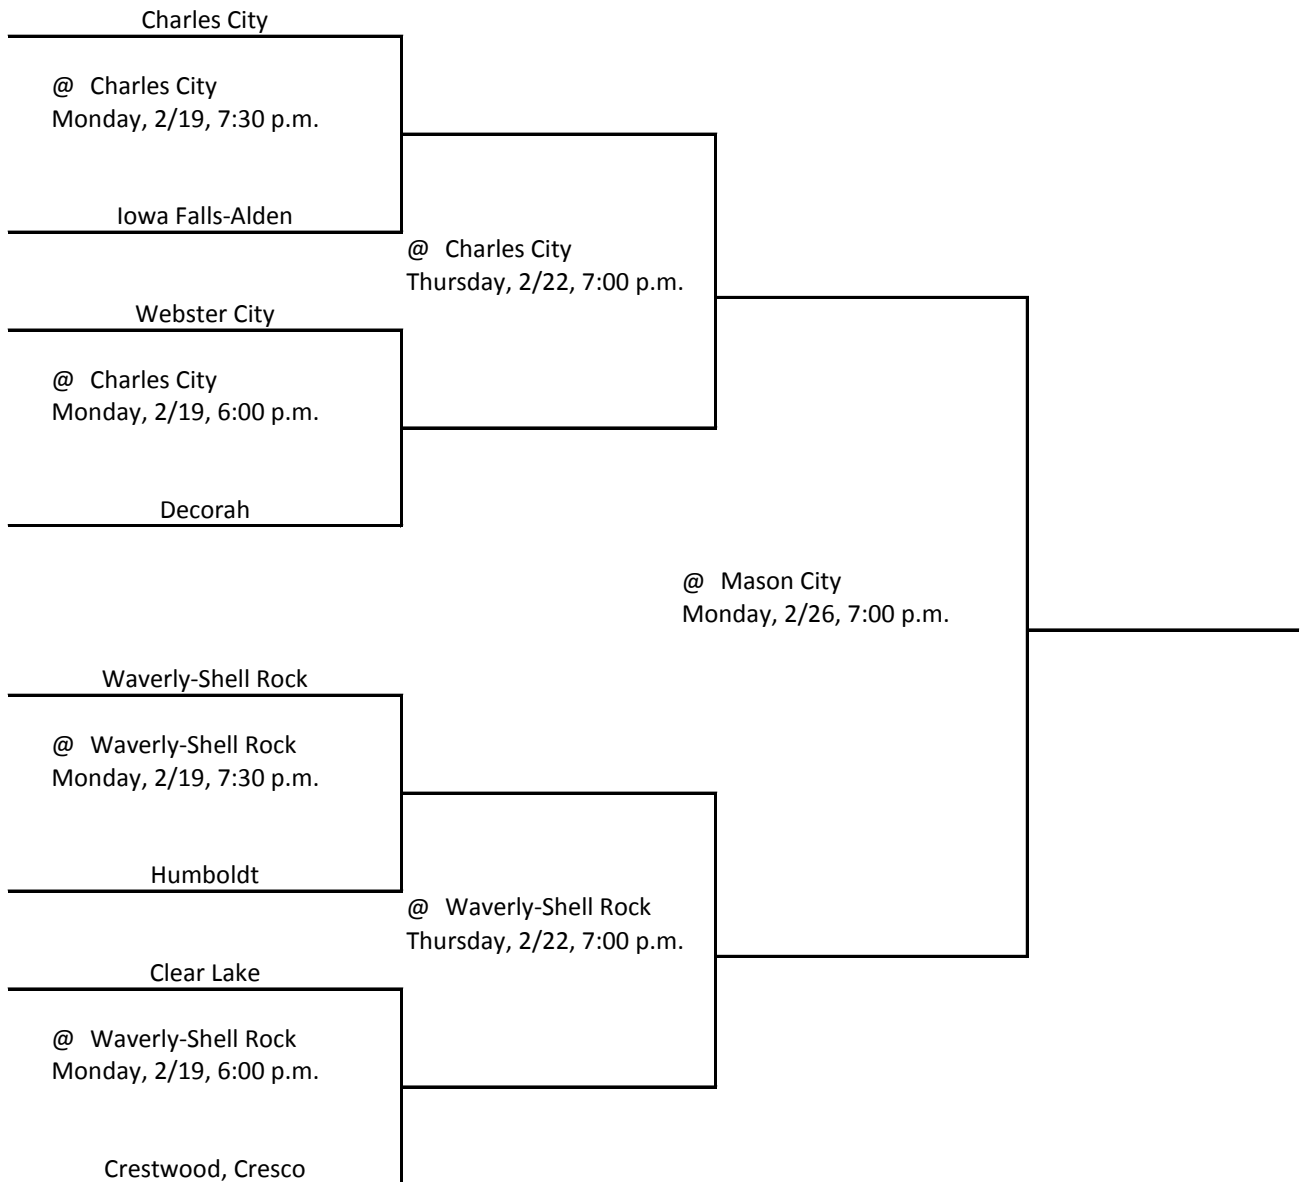 Charles City
@ Charles City
Monday, 2/19, 7:30 p.m.
Iowa Falls-Alden
@ Charles City
Thursday, 2/22, 7:00 p.m.
Webster City
@ Charles City
Monday, 2/19, 6:00 p.m.
Decorah
@ Mason City
Monday, 2/26, 7:00 p.m.
Waverly-Shell Rock
@ Waverly-Shell Rock
Monday, 2/19, 7:30 p.m.
Humboldt
@ Waverly-Shell Rock
Thursday, 2/22, 7:00 p.m.
Clear Lake
@ Waverly-Shell Rock
Monday, 2/19, 6:00 p.m.
Crestwood, Cresco